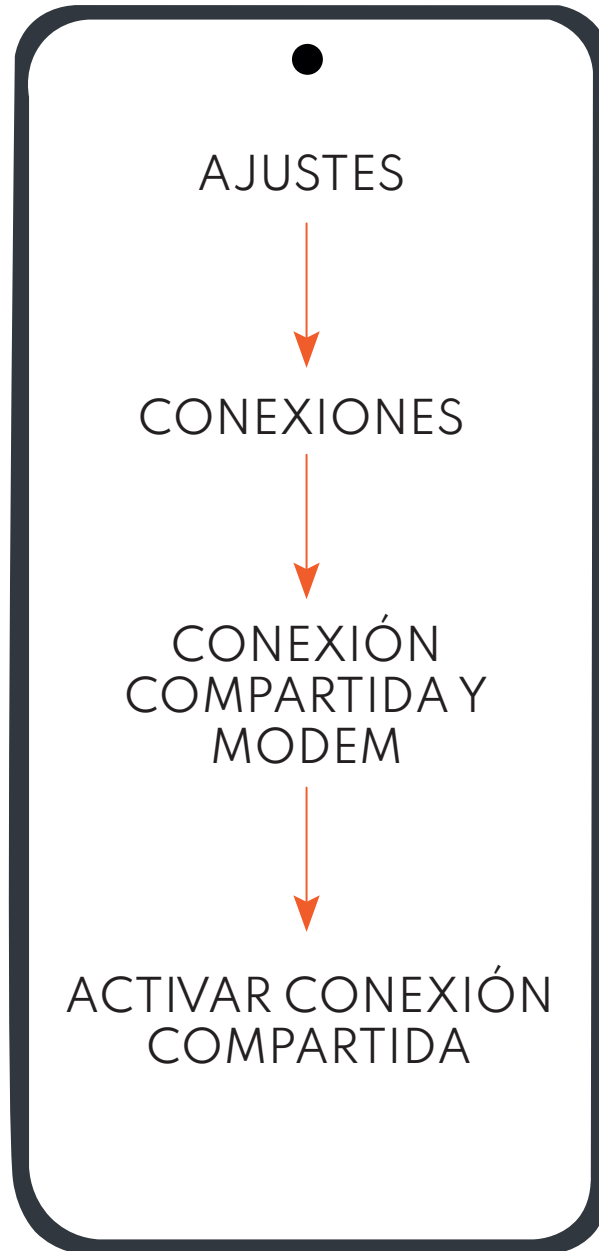 AJUSTES
CONEXIONES
CONEXIÓN
COMPARTIDA Y
MODEM
ACTIVAR CONEXIÓN
COMPARTIDA